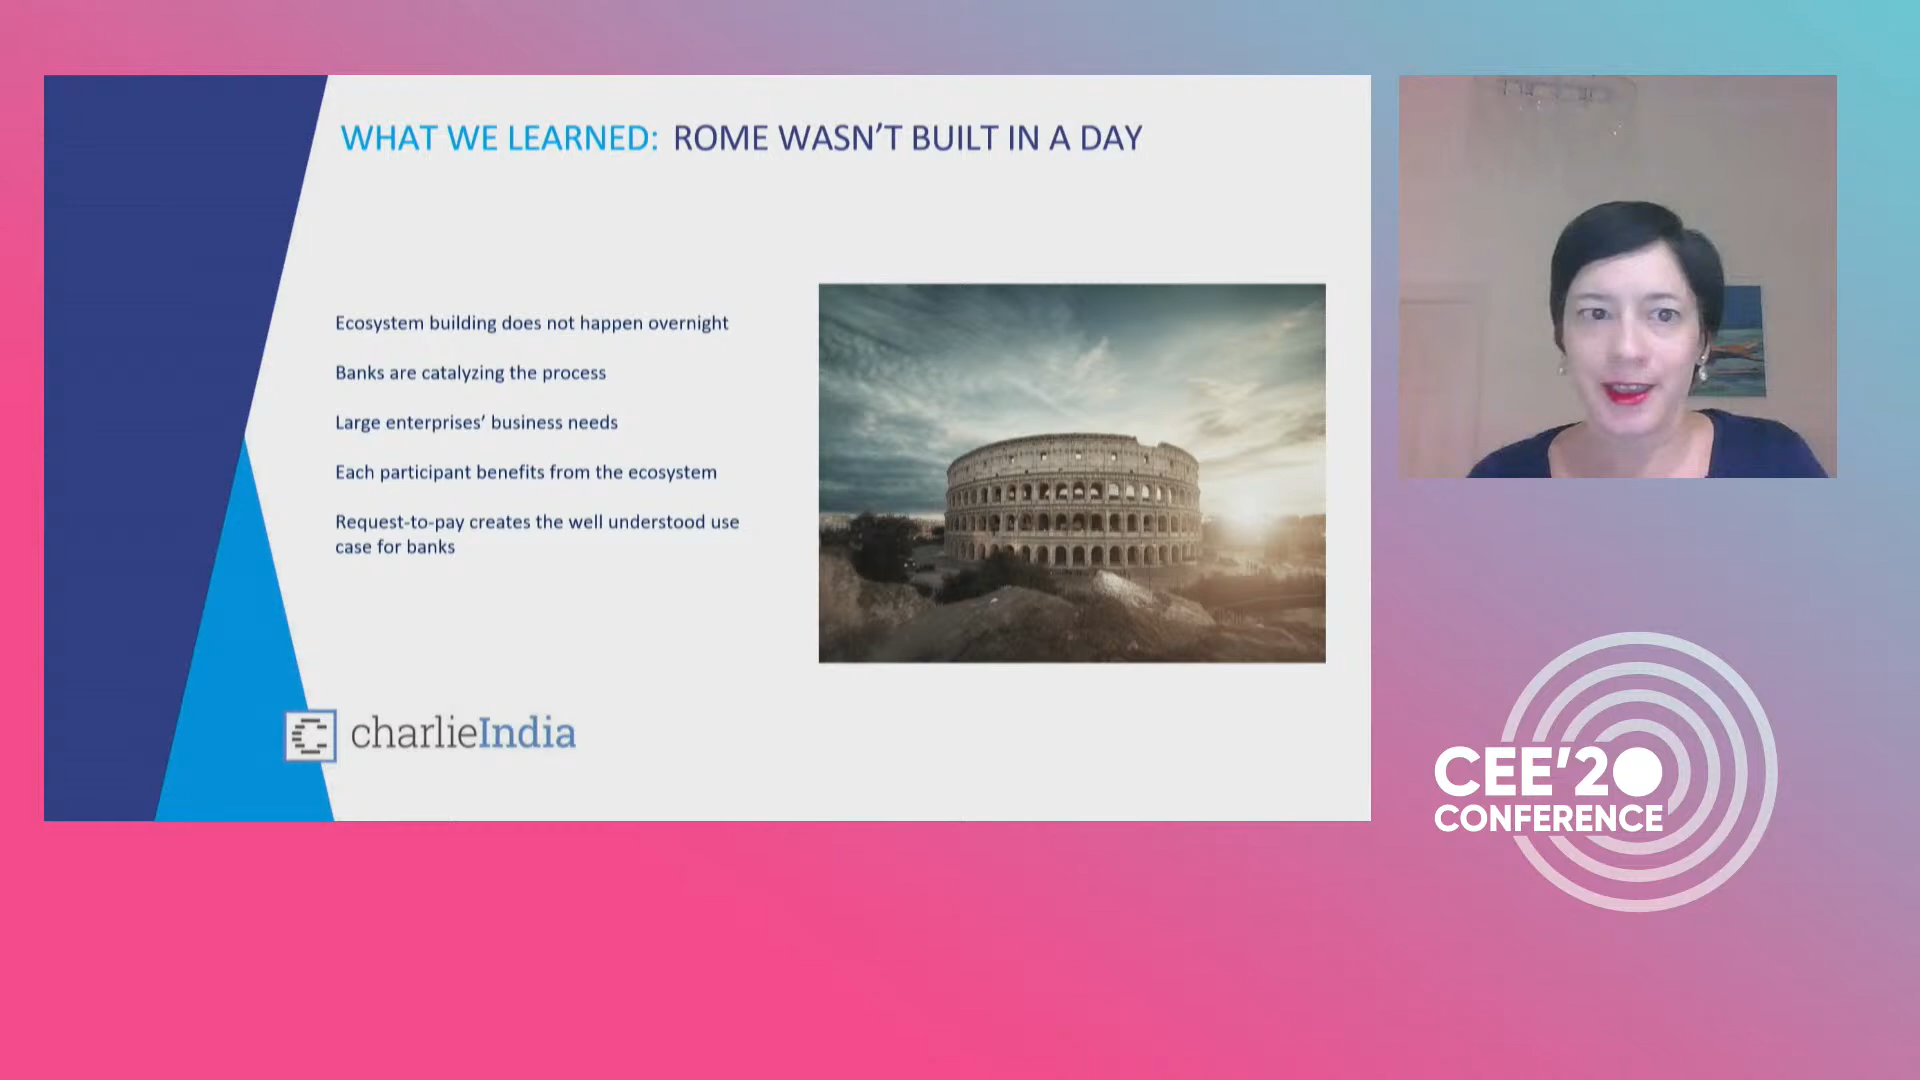 WHAT WE LEARNED: ROME WASN’T BUILT IN A DAY
Ecosystem building does not happen overnight
Banks are catalyzing the process
Large enterprises’ business needs
Each participant benefits from the ecosystem
Request-to-pay creates the well understood use
case for banks
charlieIndia
CEE'20
CONFERENCE